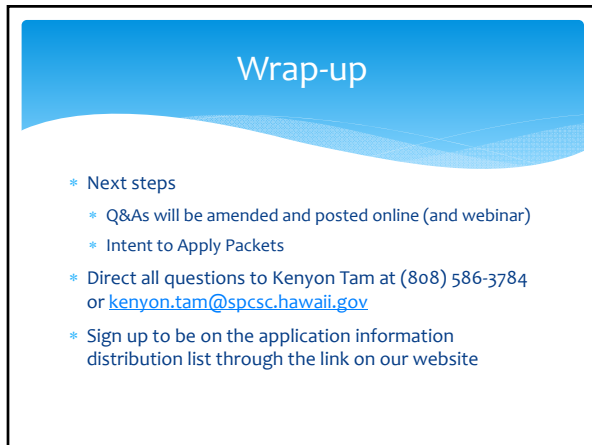 Wrap-up
* Next steps
* Q&As will be amended and posted online (and webinar)
* Intent to Apply Packets
* Direct all questions to Kenyon Tam at (808) 586-3784
or kenyon.tam@spcsc.hawaii.gov
* Sign up to be on the application information
distribution list through the link on our website